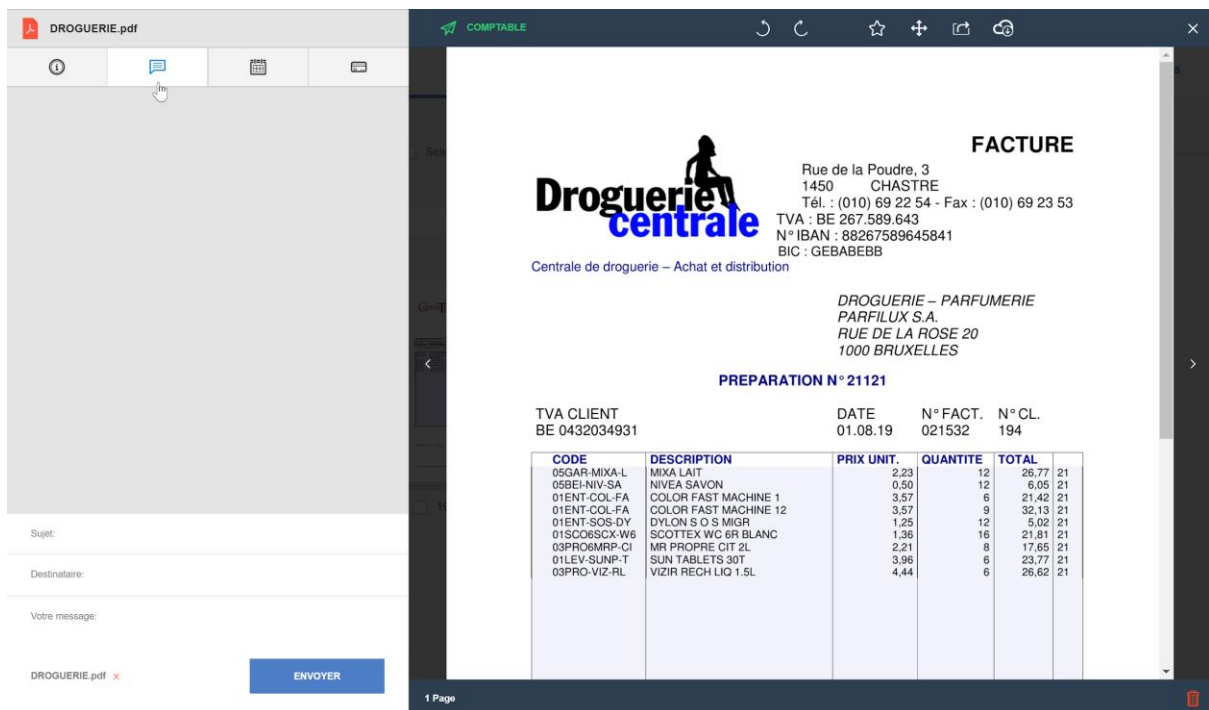 DROGUERIE.pdf
COMPTABLE
Sujet:
Destinataire:
Votre message:
DROGUERIE.pdf ×
ENVOYER
FACTURE
Droguerie
centrale
Rue de la Poudre, 3
1450 CHASTRE
Tél. : (010) 69 22 54 - Fax : (010) 69 23 53
TVA : BE 267.589.643
N° IBAN : 88267589645841
BIC : GEBABEBB
Centrale de droguerie – Achat et distribution
DROGUERIE – PARFUMERIE
PARFILUX S.A.
RUE DE LA ROSE 20
1000 BRUXELLES
PREPARATION N° 21121
TVA CLIENT DATE N° FACT. N° CL.
BE 0432034931 01.08.19 021532 194
CODE DESCRIPTION PRIX UNIT. QUANTITE TOTAL
05GAR-MIXA-L MIXA LAIT 2,23 12 26,77 21
05BEI-NIV-SA NIVEA SAVON 0,50 12 6,05 21
01ENT-COL-FA COLOR FAST MACHINE 1 3,57 6 21,42 21
01ENT-COL-FA COLOR FAST MACHINE 12 3,57 9 32,13 21
01ENT-SOS-DY DYLON S O S MIGR 1,25 12 5,02 21
01SCO6SCX-W6 SCOTTEX WC 6R BLANC 1,36 16 21,81 21
03PRO6MRP-CI MR PROPRE CIT 2L 2,21 8 17,65 21
01LEV-SUNP-T SUN TABLETS 30T 3,96 6 23,77 21
03PRO-VIZ-RL VIZIR RECH LIQ 1.5L 4,44 6 26,62 21
1 Page